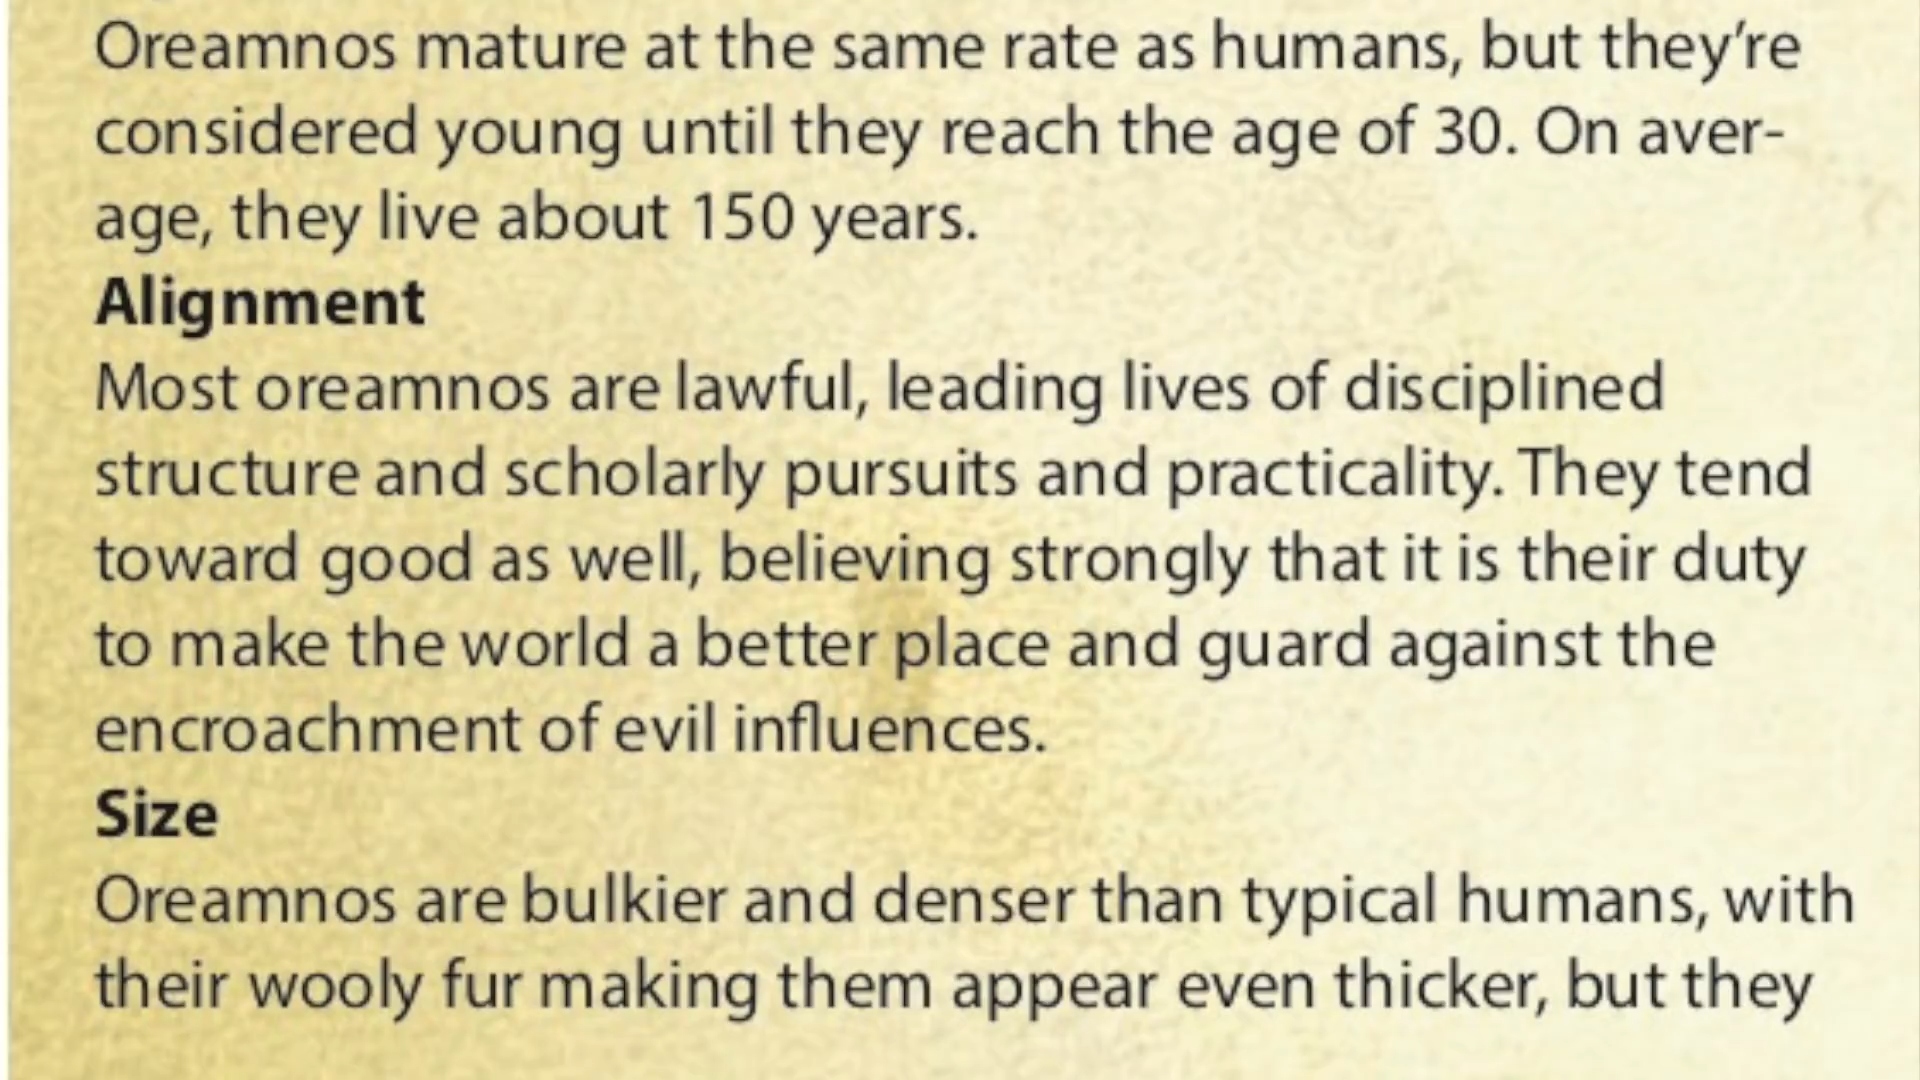 Oreamnos mature at the same rate as humans, but they're
considered young until they reach the age of 30. On aver-
age, they live about 150 years.
Alignment
Most oreamnos are lawful, leading lives of disciplined
structure and scholarly pursuits and practicality. They tend
toward good as well, believing strongly that it is their duty
to make the world a better place and guard against the
encroachment of evil influences.
Size
Oreamnos are bulkier and denser than typical humans, with
their wooly fur making them appear even thicker, but they